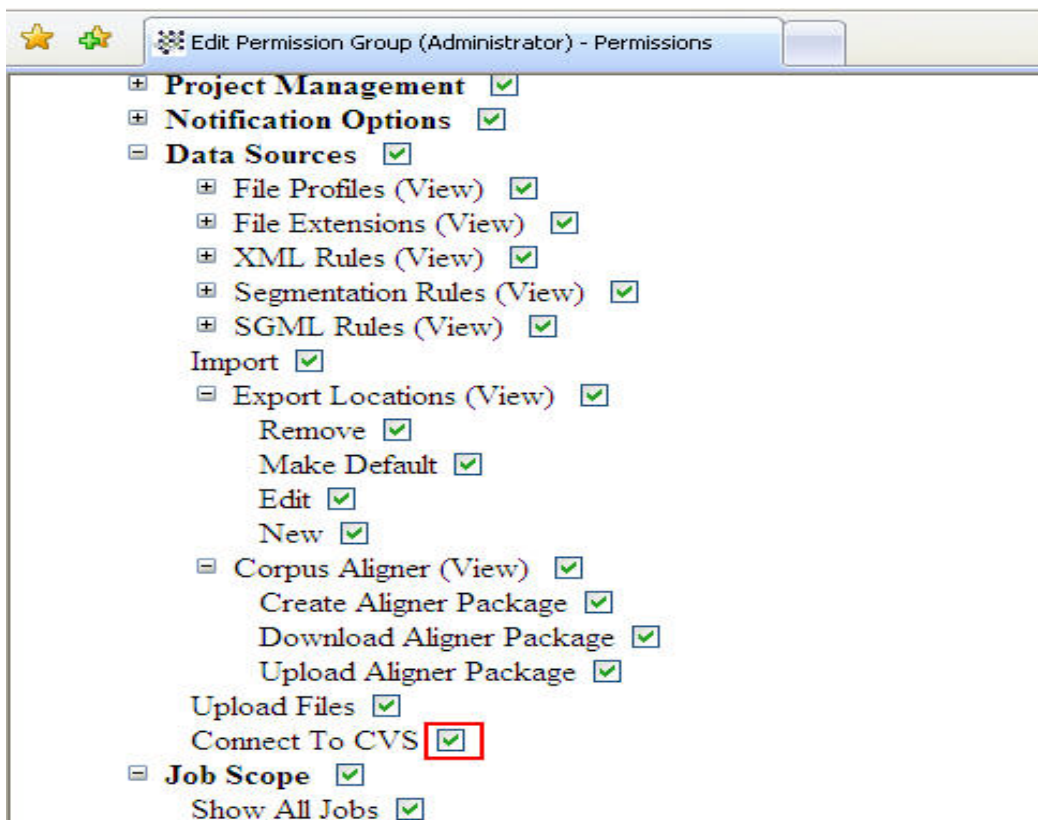 Edit Permission Group (Administrator) - Permissions
Project Management
Notification Options
Data Sources
File Profiles (View)
File Extensions (View)
XML Rules (View)
Segmentation Rules (View)
SGML Rules (View)
Import
Export Locations (View)
Remove
Make Default
Edit
New
Corpus Aligner (View)
Create Aligner Package
Download Aligner Package
Upload Aligner Package
Upload Files
Connect To CVS
Job Scope
Show All Jobs